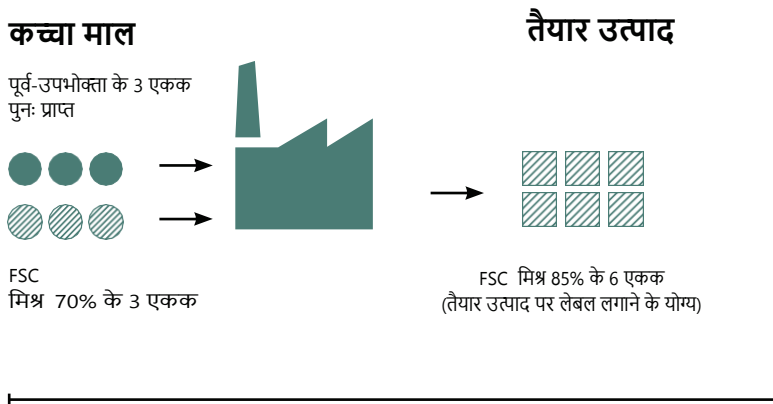 कच्चा माल
तैयार उत्पाद
पूर्व-उपभोक्ता के 3 एकक
पुनः प्राप्त
FSC
मिश्र 70% के 3 एकक
FSC मिश्र 85% के 6 एकक
(तैयार उत्पाद पर लेबल लगाने के योग्य)